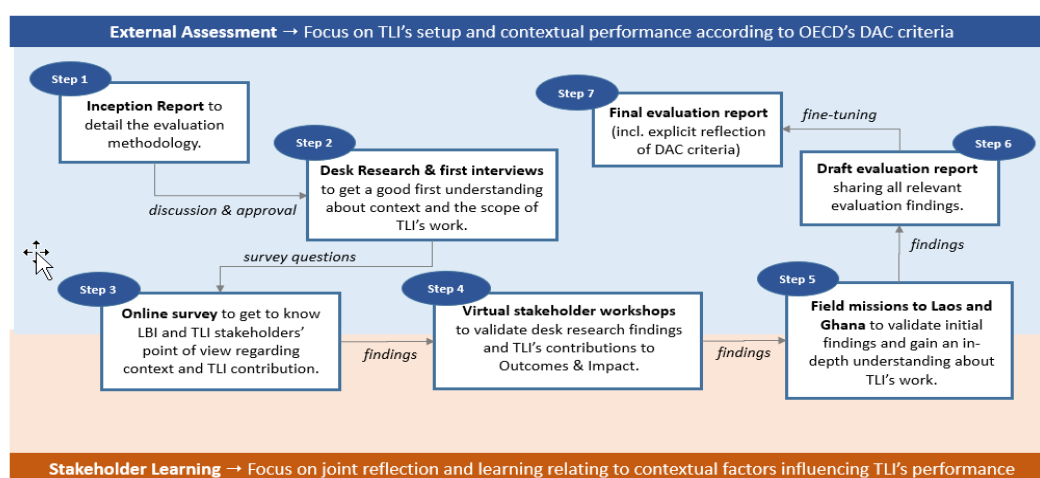 External Assessment → Focus on TLI's setup and contextual performance according to OECD's DAC criteria
Step 1
Inception Report to
detail the evaluation
methodology.
discussion & approval
Step 2
Desk Research & first interviews
to get a good first understanding
about context and the scope of
TLI's work.
survey questions
Step 3
Online survey to get to know
LBI and TLI stakeholders'
point of view regarding
context and TLI contribution.
findings
Step 4
Virtual stakeholder workshops
to validate desk research findings
and TLI's contributions to
Outcomes & Impact.
findings
Step 5
Field missions to Laos and
Ghana to validate initial
findings and gain an in-
depth understanding about
TLI's work.
findings
Step 6
Draft evaluation report
sharing all relevant
evaluation findings.
fine-tuning
Step 7
Final evaluation report
(incl. explicit reflection
of DAC criteria)
Stakeholder Learning → Focus on joint reflection and learning relating to contextual factors influencing TLI's performance